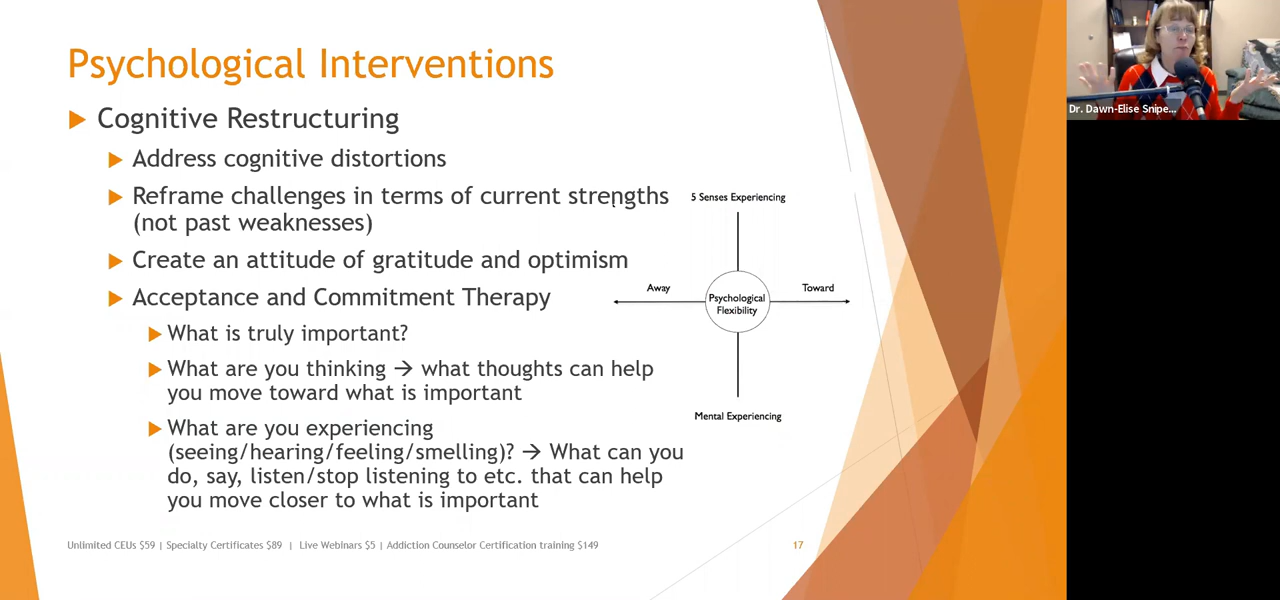 Psychological Interventions
Cognitive Restructuring
Address cognitive distortions
Reframe challenges in terms of current strengths
(not past weaknesses)
Create an attitude of gratitude and optimism
Acceptance and Commitment Therapy
What is truly important?
What are you thinking → what thoughts can help
you move toward what is important
What are you experiencing
(seeing/hearing/feeling/smelling)? → What can you
do, say, listen/stop listening to etc. that can help
you move closer to what is important
5 Senses Experiencing
Away
Toward
Psychological
Flexibility
Mental Experiencing
Unlimited CEUs $59 | Specialty Certificates $89 | Live Webinars $5 | Addiction Counselor Certification training $149
17
Dr. Dawn-Elise Snipe...